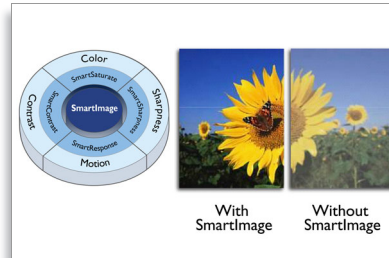 Color
SmartSaturate
Contrast
SmartContrast
SmartImage
SmartSharpness
Sharpness
SmartResponse
Motion
With
SmartImage
Without
SmartImage